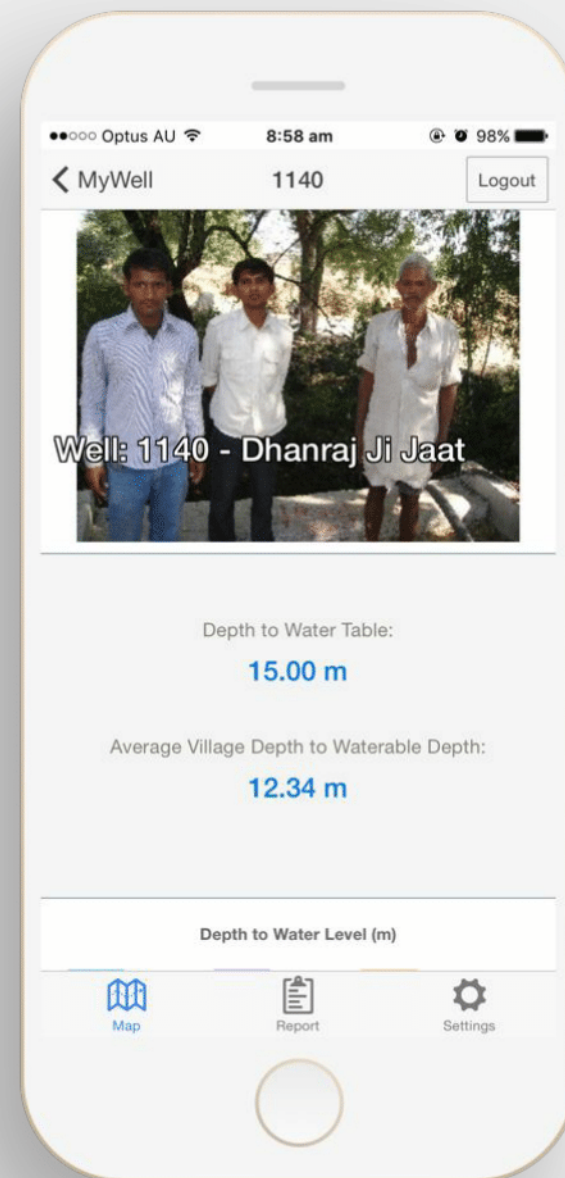 Optus AU 8:58 am 98%
MyWell 1140 Logout
Well: 1140 - Dhanraj Ji Jaat
Depth to Water Table:
15.00 m
Average Village Depth to Waterable Depth:
12.34 m
Depth to Water Level (m)
Map Report Settings